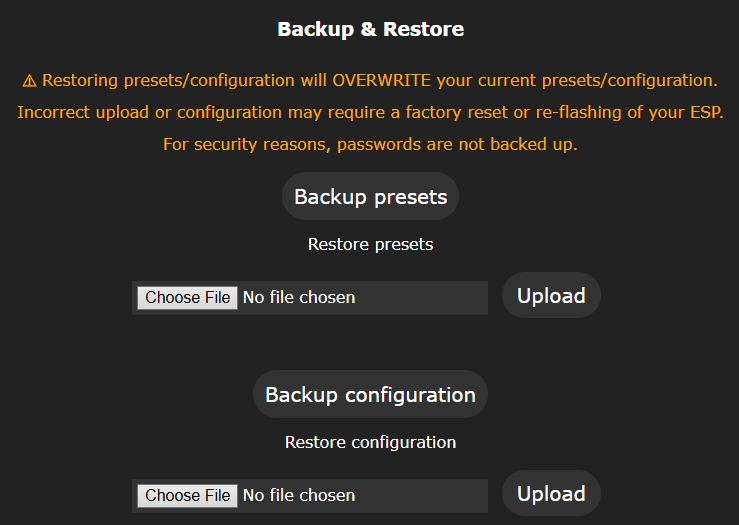 Backup & Restore
⚠ Restoring presets/configuration will OVERWRITE your current presets/configuration.
Incorrect upload or configuration may require a factory reset or re-flashing of your ESP.
For security reasons, passwords are not backed up.
Backup presets
Restore presets
Choose File No file chosen Upload
Backup configuration
Restore configuration
Choose File No file chosen Upload